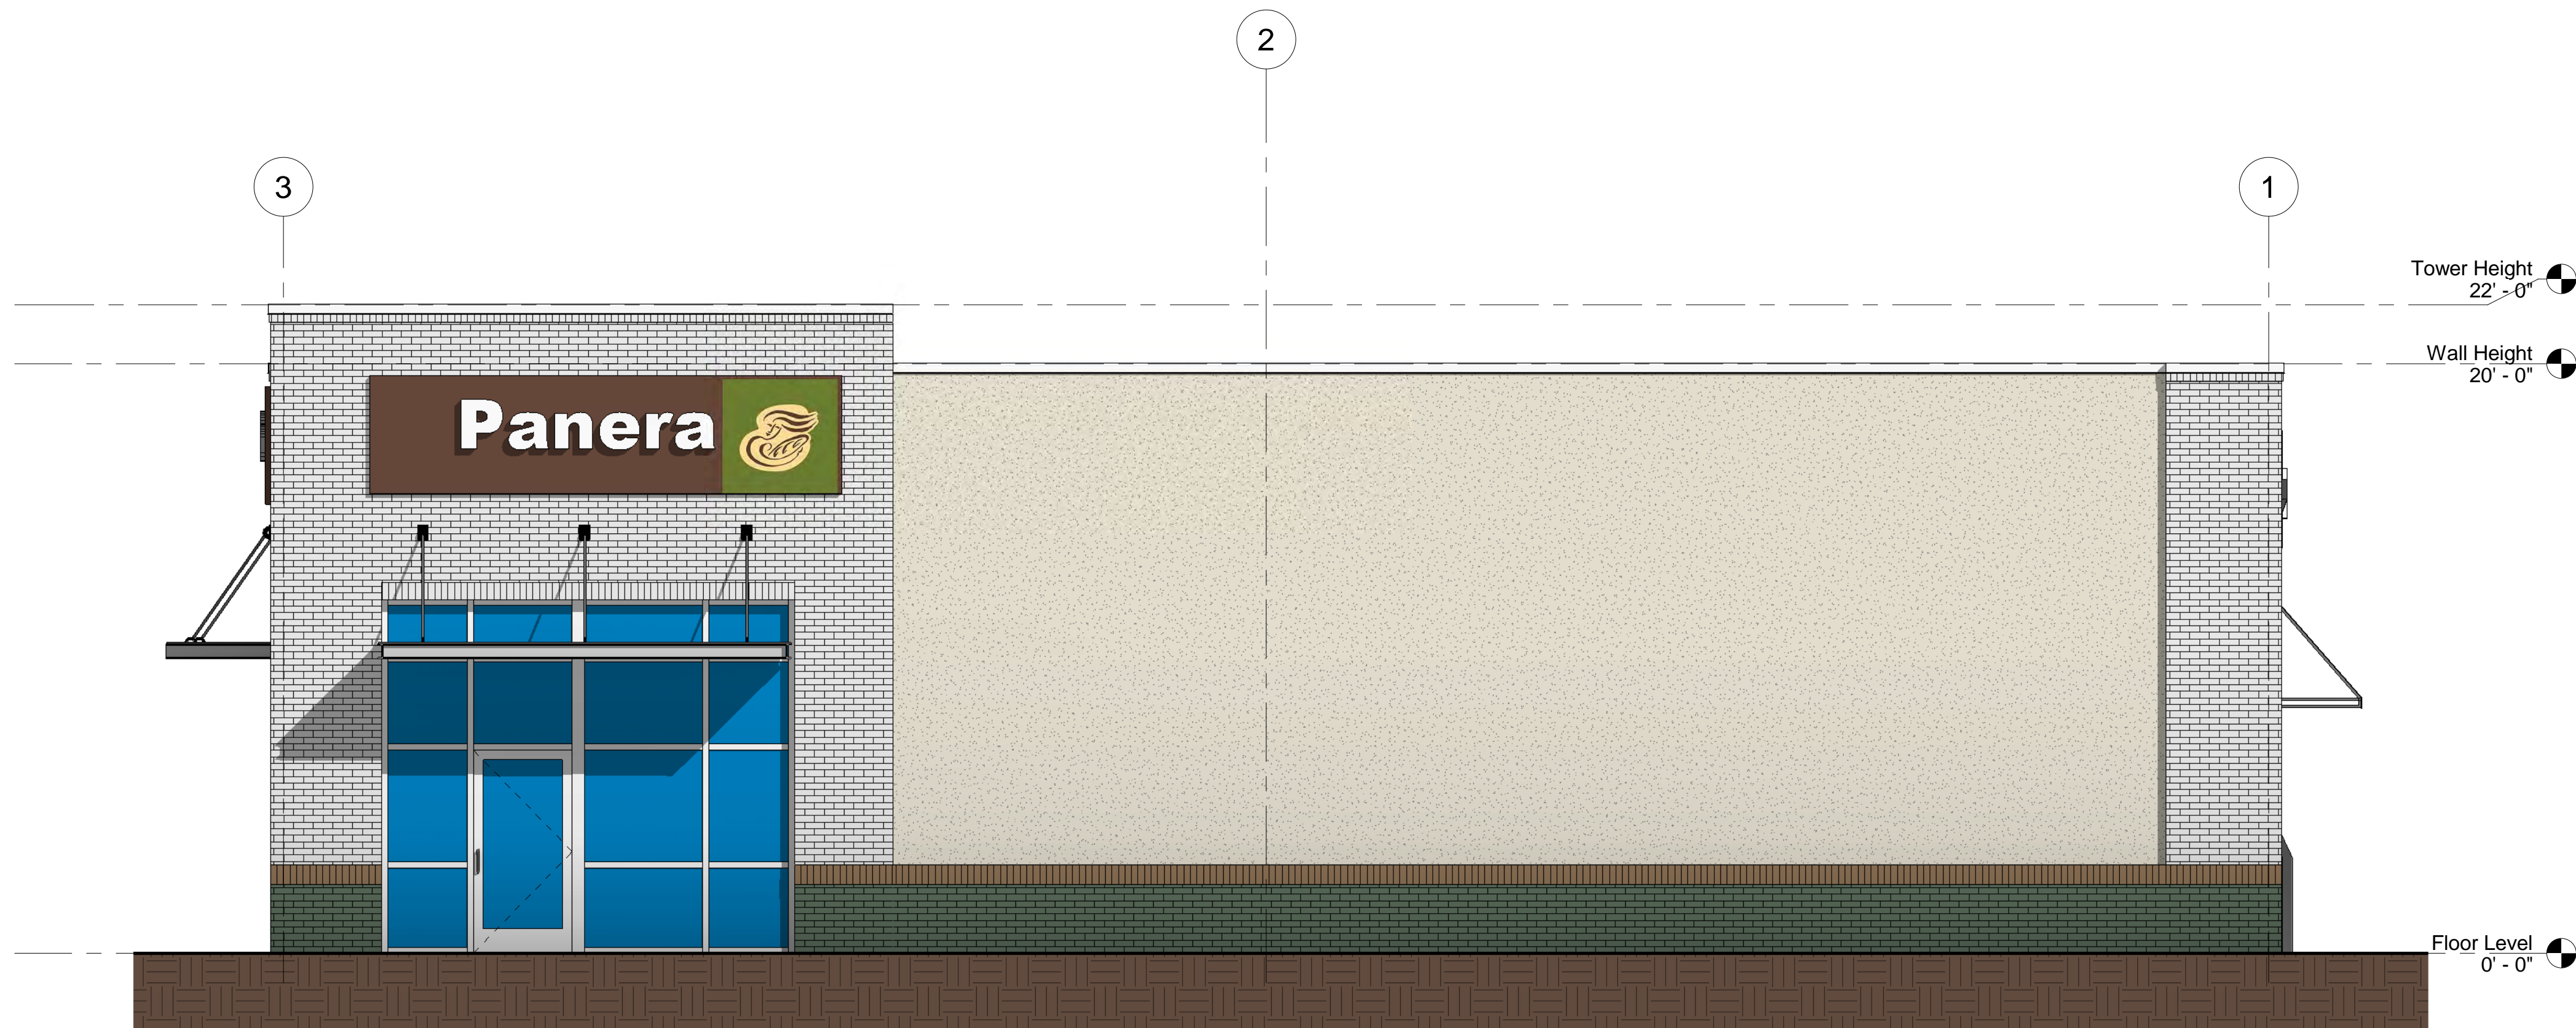 2
3
1
Tower Height
22' - 0"
Wall Height
20' - 0"
Panera
Floor Level
0' - 0"